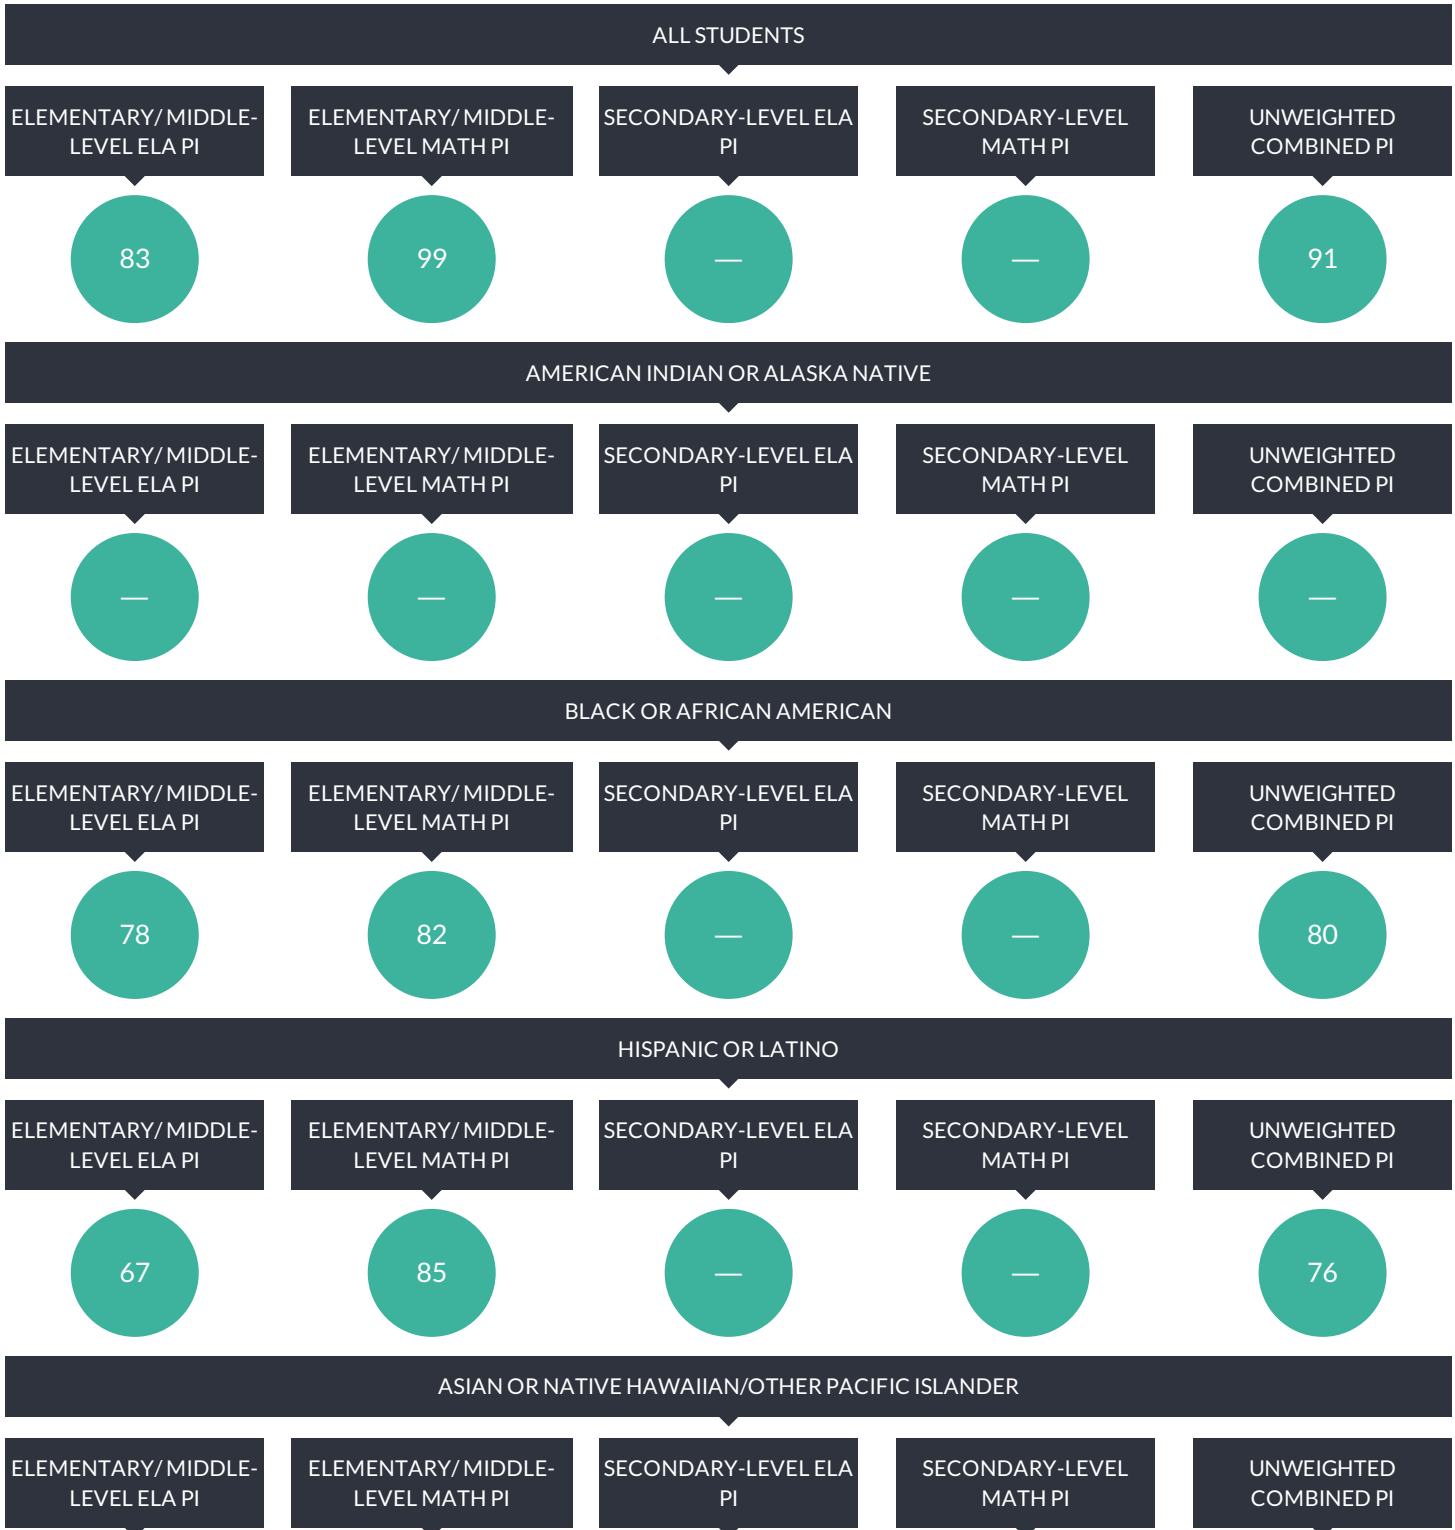 ALL STUDENTS
ELEMENTARY/ MIDDLE-
LEVEL ELA PI
ELEMENTARY/ MIDDLE-
LEVEL MATH PI
SECONDARY-LEVEL ELA
PI
SECONDARY-LEVEL
MATH PI
UNWEIGHTED
COMBINED PI
83
99
—
—
91
AMERICAN INDIAN OR ALASKA NATIVE
ELEMENTARY/ MIDDLE-
LEVEL ELA PI
ELEMENTARY/ MIDDLE-
LEVEL MATH PI
SECONDARY-LEVEL ELA
PI
SECONDARY-LEVEL
MATH PI
UNWEIGHTED
COMBINED PI
—
—
—
—
—
BLACK OR AFRICAN AMERICAN
ELEMENTARY/ MIDDLE-
LEVEL ELA PI
ELEMENTARY/ MIDDLE-
LEVEL MATH PI
SECONDARY-LEVEL ELA
PI
SECONDARY-LEVEL
MATH PI
UNWEIGHTED
COMBINED PI
78
82
—
—
80
HISPANIC OR LATINO
ELEMENTARY/ MIDDLE-
LEVEL ELA PI
ELEMENTARY/ MIDDLE-
LEVEL MATH PI
SECONDARY-LEVEL ELA
PI
SECONDARY-LEVEL
MATH PI
UNWEIGHTED
COMBINED PI
67
85
—
—
76
ASIAN OR NATIVE HAWAIIAN/OTHER PACIFIC ISLANDER
ELEMENTARY/ MIDDLE-
LEVEL ELA PI
ELEMENTARY/ MIDDLE-
LEVEL MATH PI
SECONDARY-LEVEL ELA
PI
SECONDARY-LEVEL
MATH PI
UNWEIGHTED
COMBINED PI